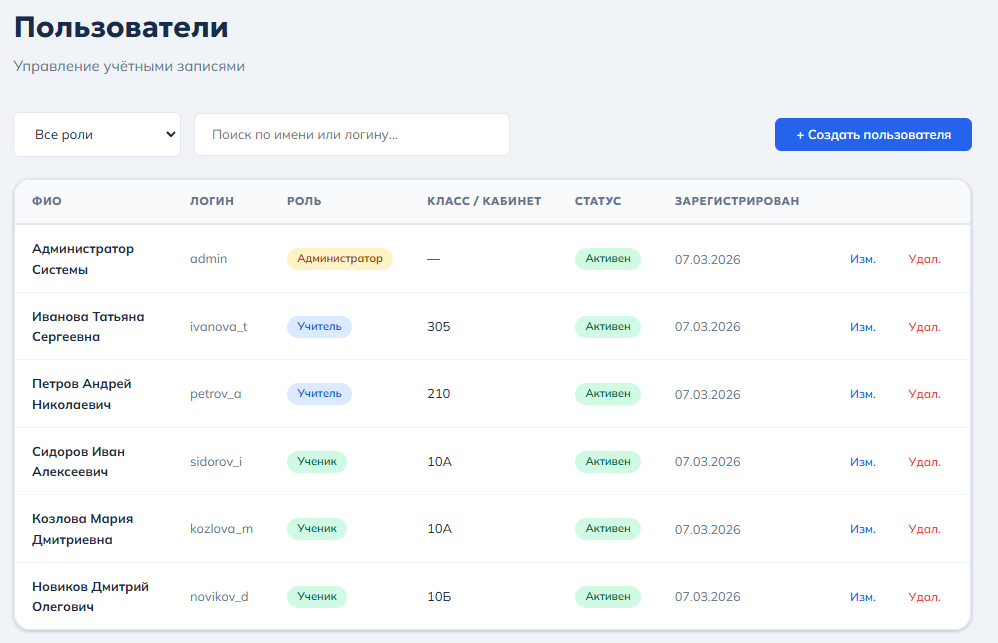 Пользователи
Управление учётными записями
Все роли
Поиск по имени или логину...
+ Создать пользователя
ФИО ЛОГИН РОЛЬ КЛАСС / КАБИНЕТ СТАТУС ЗАРЕГИСТРИРОВАН
Администратор Системы admin Администратор — Активен 07.03.2026 Изм. Удал.
Иванова Татьяна Сергеевна ivanova_t Учитель 305 Активен 07.03.2026 Изм. Удал.
Петров Андрей Николаевич petrov_a Учитель 210 Активен 07.03.2026 Изм. Удал.
Сидоров Иван Алексеевич sidorov_i Ученик 10А Активен 07.03.2026 Изм. Удал.
Козлова Мария Дмитриевна kozlova_m Ученик 10А Активен 07.03.2026 Изм. Удал.
Новиков Дмитрий Олегович novikov_d Ученик 10Б Активен 07.03.2026 Изм. Удал.